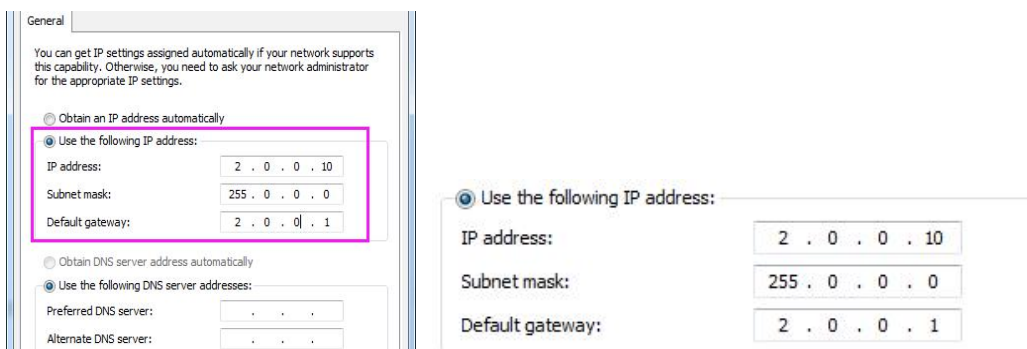 General
You can get IP settings assigned automatically if your network supports
this capability. Otherwise, you need to ask your network administrator
for the appropriate IP settings.
Obtain an IP address automatically
Use the following IP address:
IP address: 2 . 0 . 0 . 10
Subnet mask: 255 . 0 . 0 . 0
Default gateway: 2 . 0 . 0 . 1
Obtain DNS server address automatically
Use the following DNS server addresses:
Preferred DNS server: . . .
Alternate DNS server: . . .
Use the following IP address:
IP address: 2 . 0 . 0 . 10
Subnet mask: 255 . 0 . 0 . 0
Default gateway: 2 . 0 . 0 . 1